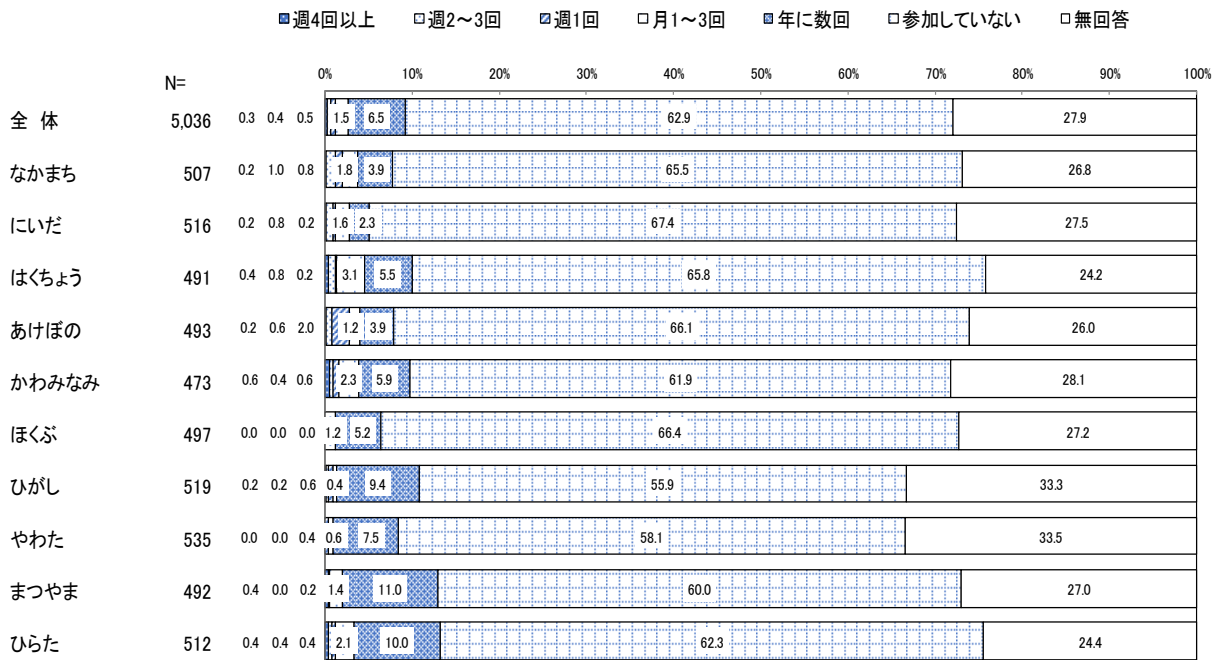 週4回以上 週2～3回 週1回 月1～3回 年に数回 参加していない 無回答
N= 0% 10% 20% 30% 40% 50% 60% 70% 80% 90% 100%
全 体 5,036 0.3 0.4 0.5 1.5 6.5 62.9 27.9
なかまち 507 0.2 1.0 0.8 1.8 3.9 65.5 26.8
にいだ 516 0.2 0.8 0.2 1.6 2.3 67.4 27.5
はくちょう 491 0.4 0.8 0.2 3.1 5.5 65.8 24.2
あけぼの 493 0.2 0.6 2.0 1.2 3.9 66.1 26.0
かわみなみ 473 0.6 0.4 0.6 2.3 5.9 61.9 28.1
ほくぶ 497 0.0 0.0 0.0 1.2 5.2 66.4 27.2
ひがし 519 0.2 0.2 0.6 0.4 9.4 55.9 33.3
やわた 535 0.0 0.0 0.4 0.6 7.5 58.1 33.5
まつやま 492 0.4 0.0 0.2 1.4 11.0 60.0 27.0
ひらた 512 0.4 0.4 0.4 2.1 10.0 62.3 24.4